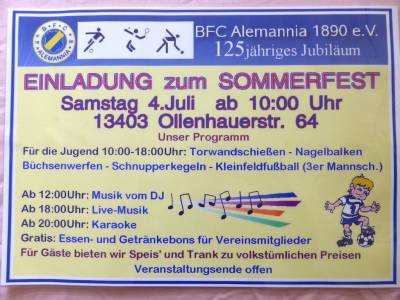 B F C
ALEMANNIA
BFC Alemannia 1890 e.V.
125jähriges Jubiläum
EINLADUNG zum SOMMERFEST
Samstag 4.Juli ab 10:00 Uhr
13403 Ollenhauerstr. 64
Unser Programm
Für die Jugend 10:00-18:00Uhr: Torwandschießen - Nagelbalken
Büchsenwerfen - Schnupperkegeln - Kleinfeldfußball (3er Mannsch.)
Ab 12:00Uhr: Musik vom DJ
Ab 18:00Uhr: Live-Musik
Ab 20:00Uhr: Karaoke
Gratis: Essen- und Getränkebons für Vereinsmitglieder
Für Gäste bieten wir Speis' und Trank zu volkstümlichen Preisen
Veranstaltungsende offen